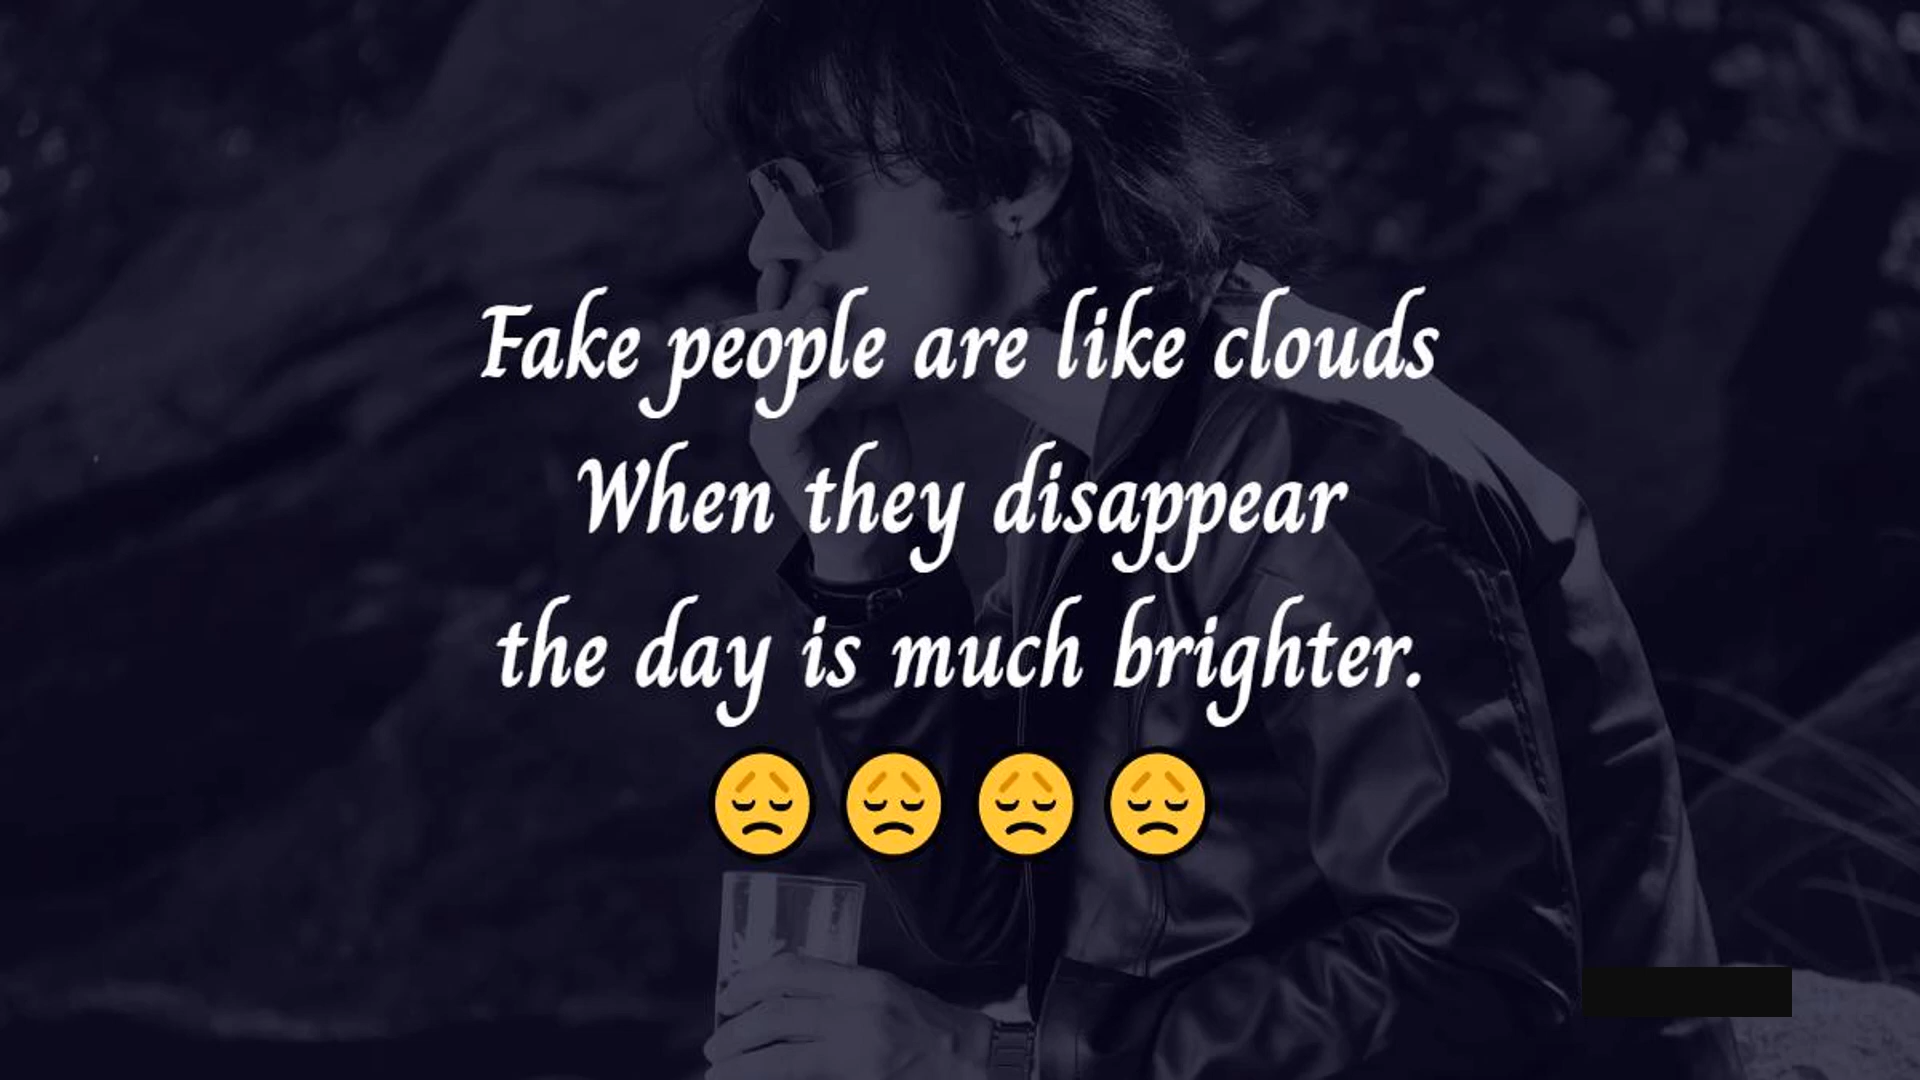 Fake people are like clouds
When they disappear
the day is much brighter.
😞 😞 😞 😞